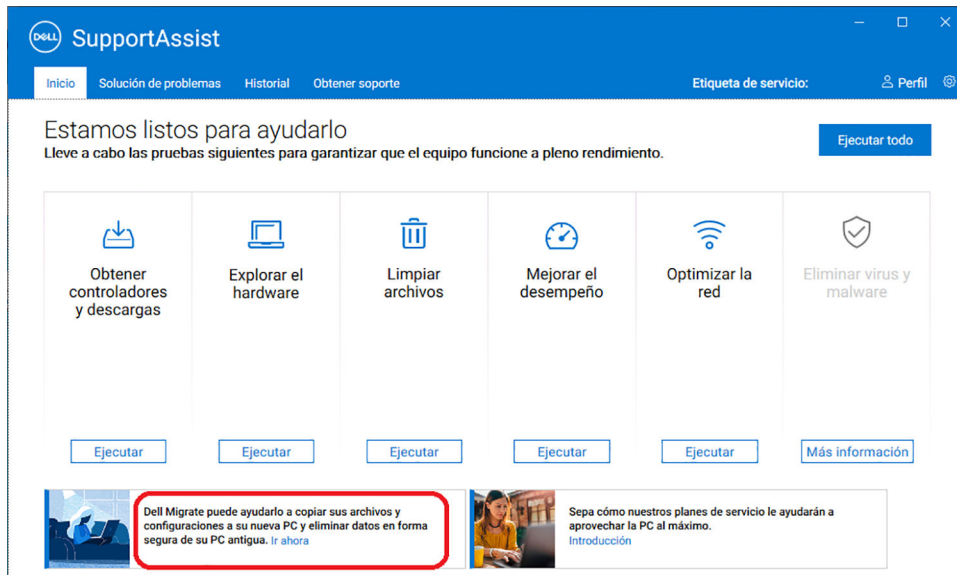 DELL SupportAssist
Inicio Solución de problemas Historial Obtener soporte Etiqueta de servicio: Perfil
Estamos listos para ayudarlo
Lleve a cabo las pruebas siguientes para garantizar que el equipo funcione a pleno rendimiento.
Ejecutar todo
Obtener
controladores
y descargas
Explorar el
hardware
Limpiar
archivos
Mejorar el
desempeño
Optimizar la
red
Eliminar virus y
malware
Ejecutar
Ejecutar
Ejecutar
Ejecutar
Ejecutar
Más información
Dell Migrate puede ayudarlo a copiar sus archivos y
configuraciones a su nueva PC y eliminar datos en forma
segura de su PC antigua. Ir ahora
Sepa cómo nuestros planes de servicio le ayudarán a
aprovechar la PC al máximo.
Introducción